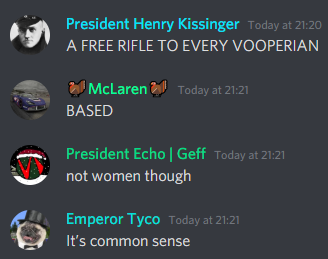 President Henry Kissinger Today at 21:20
A FREE RIFLE TO EVERY VOOPERIAN
McLaren Today at 21:21
BASED
President Echo | Geff Today at 21:21
not women though
Emperor Tyco Today at 21:21
It's common sense